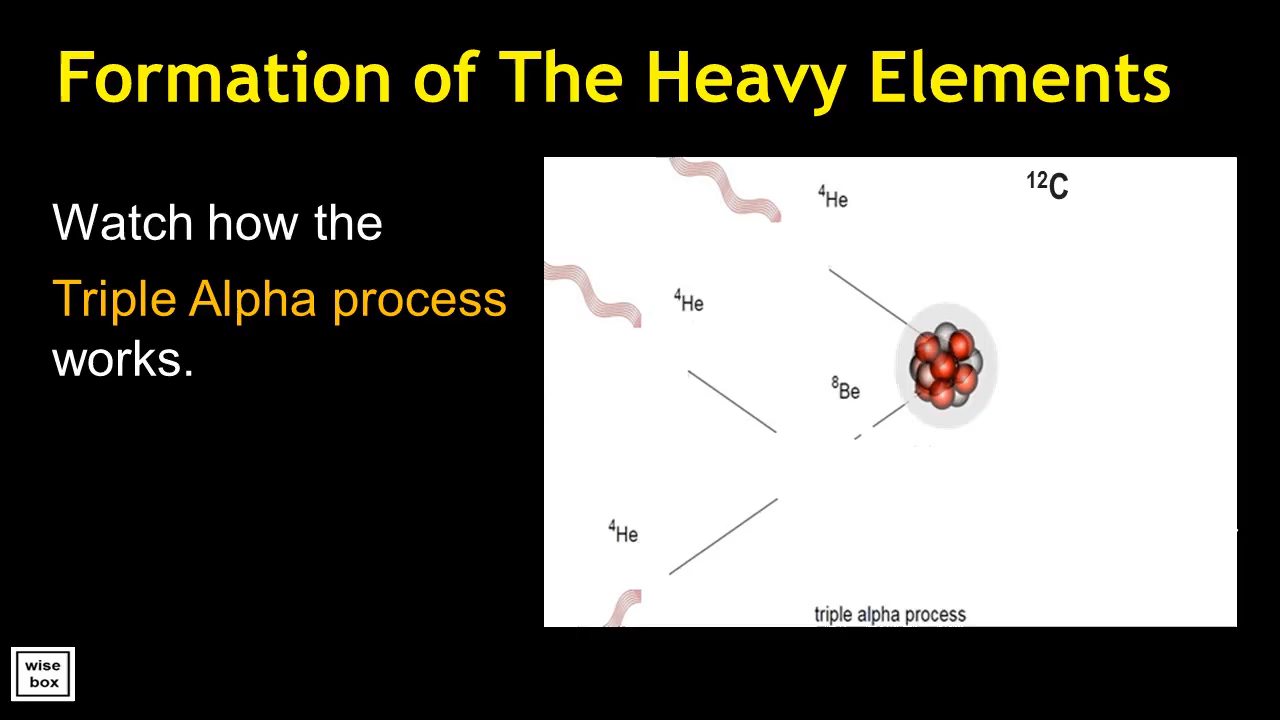 Formation of The Heavy Elements
Watch how the
Triple Alpha process
works.
⁴He
¹²C
⁴He
⁸Be
⁴He
triple alpha process
wise
box